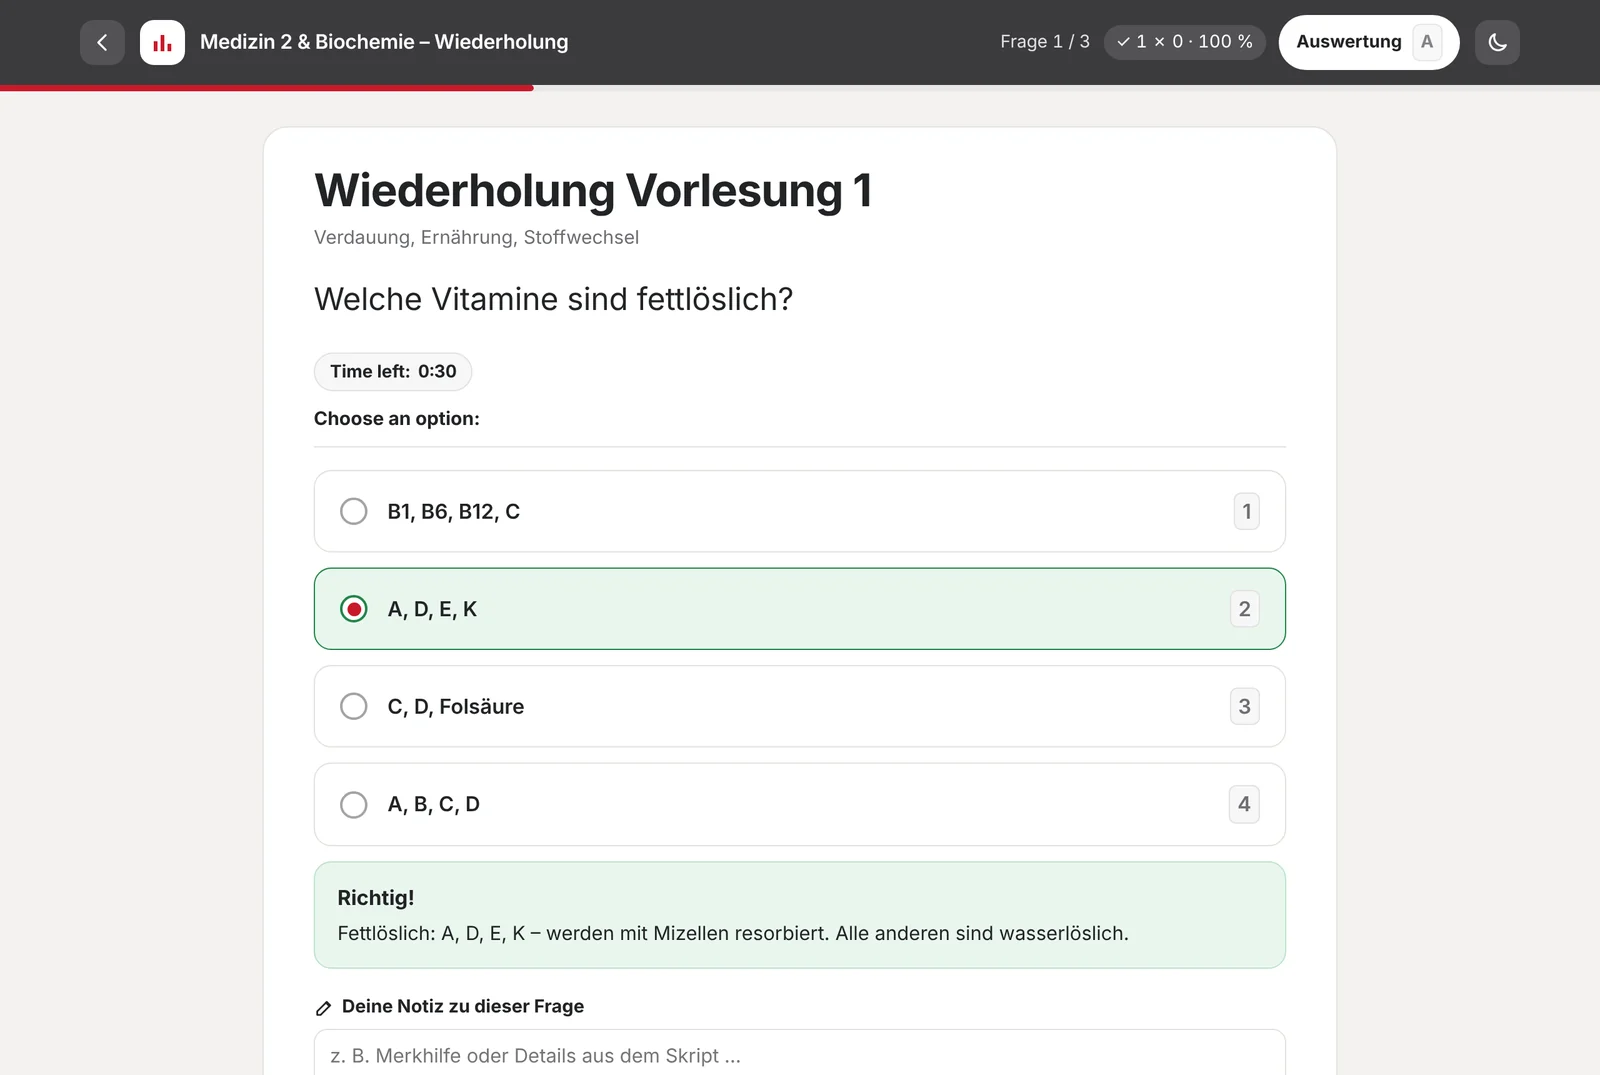 Medizin 2 & Biochemie – Wiederholung
Frage 1 / 3
✓ 1 × 0 · 100 %
Auswertung A
Wiederholung Vorlesung 1
Verdauung, Ernährung, Stoffwechsel
Welche Vitamine sind fettlöslich?
Time left: 0:30
Choose an option:
B1, B6, B12, C 1
A, D, E, K 2
C, D, Folsäure 3
A, B, C, D 4
Richtig!
Fettlöslich: A, D, E, K – werden mit Mizellen resorbiert. Alle anderen sind wasserlöslich.
Deine Notiz zu dieser Frage
z. B. Merkhilfe oder Details aus dem Skript ...